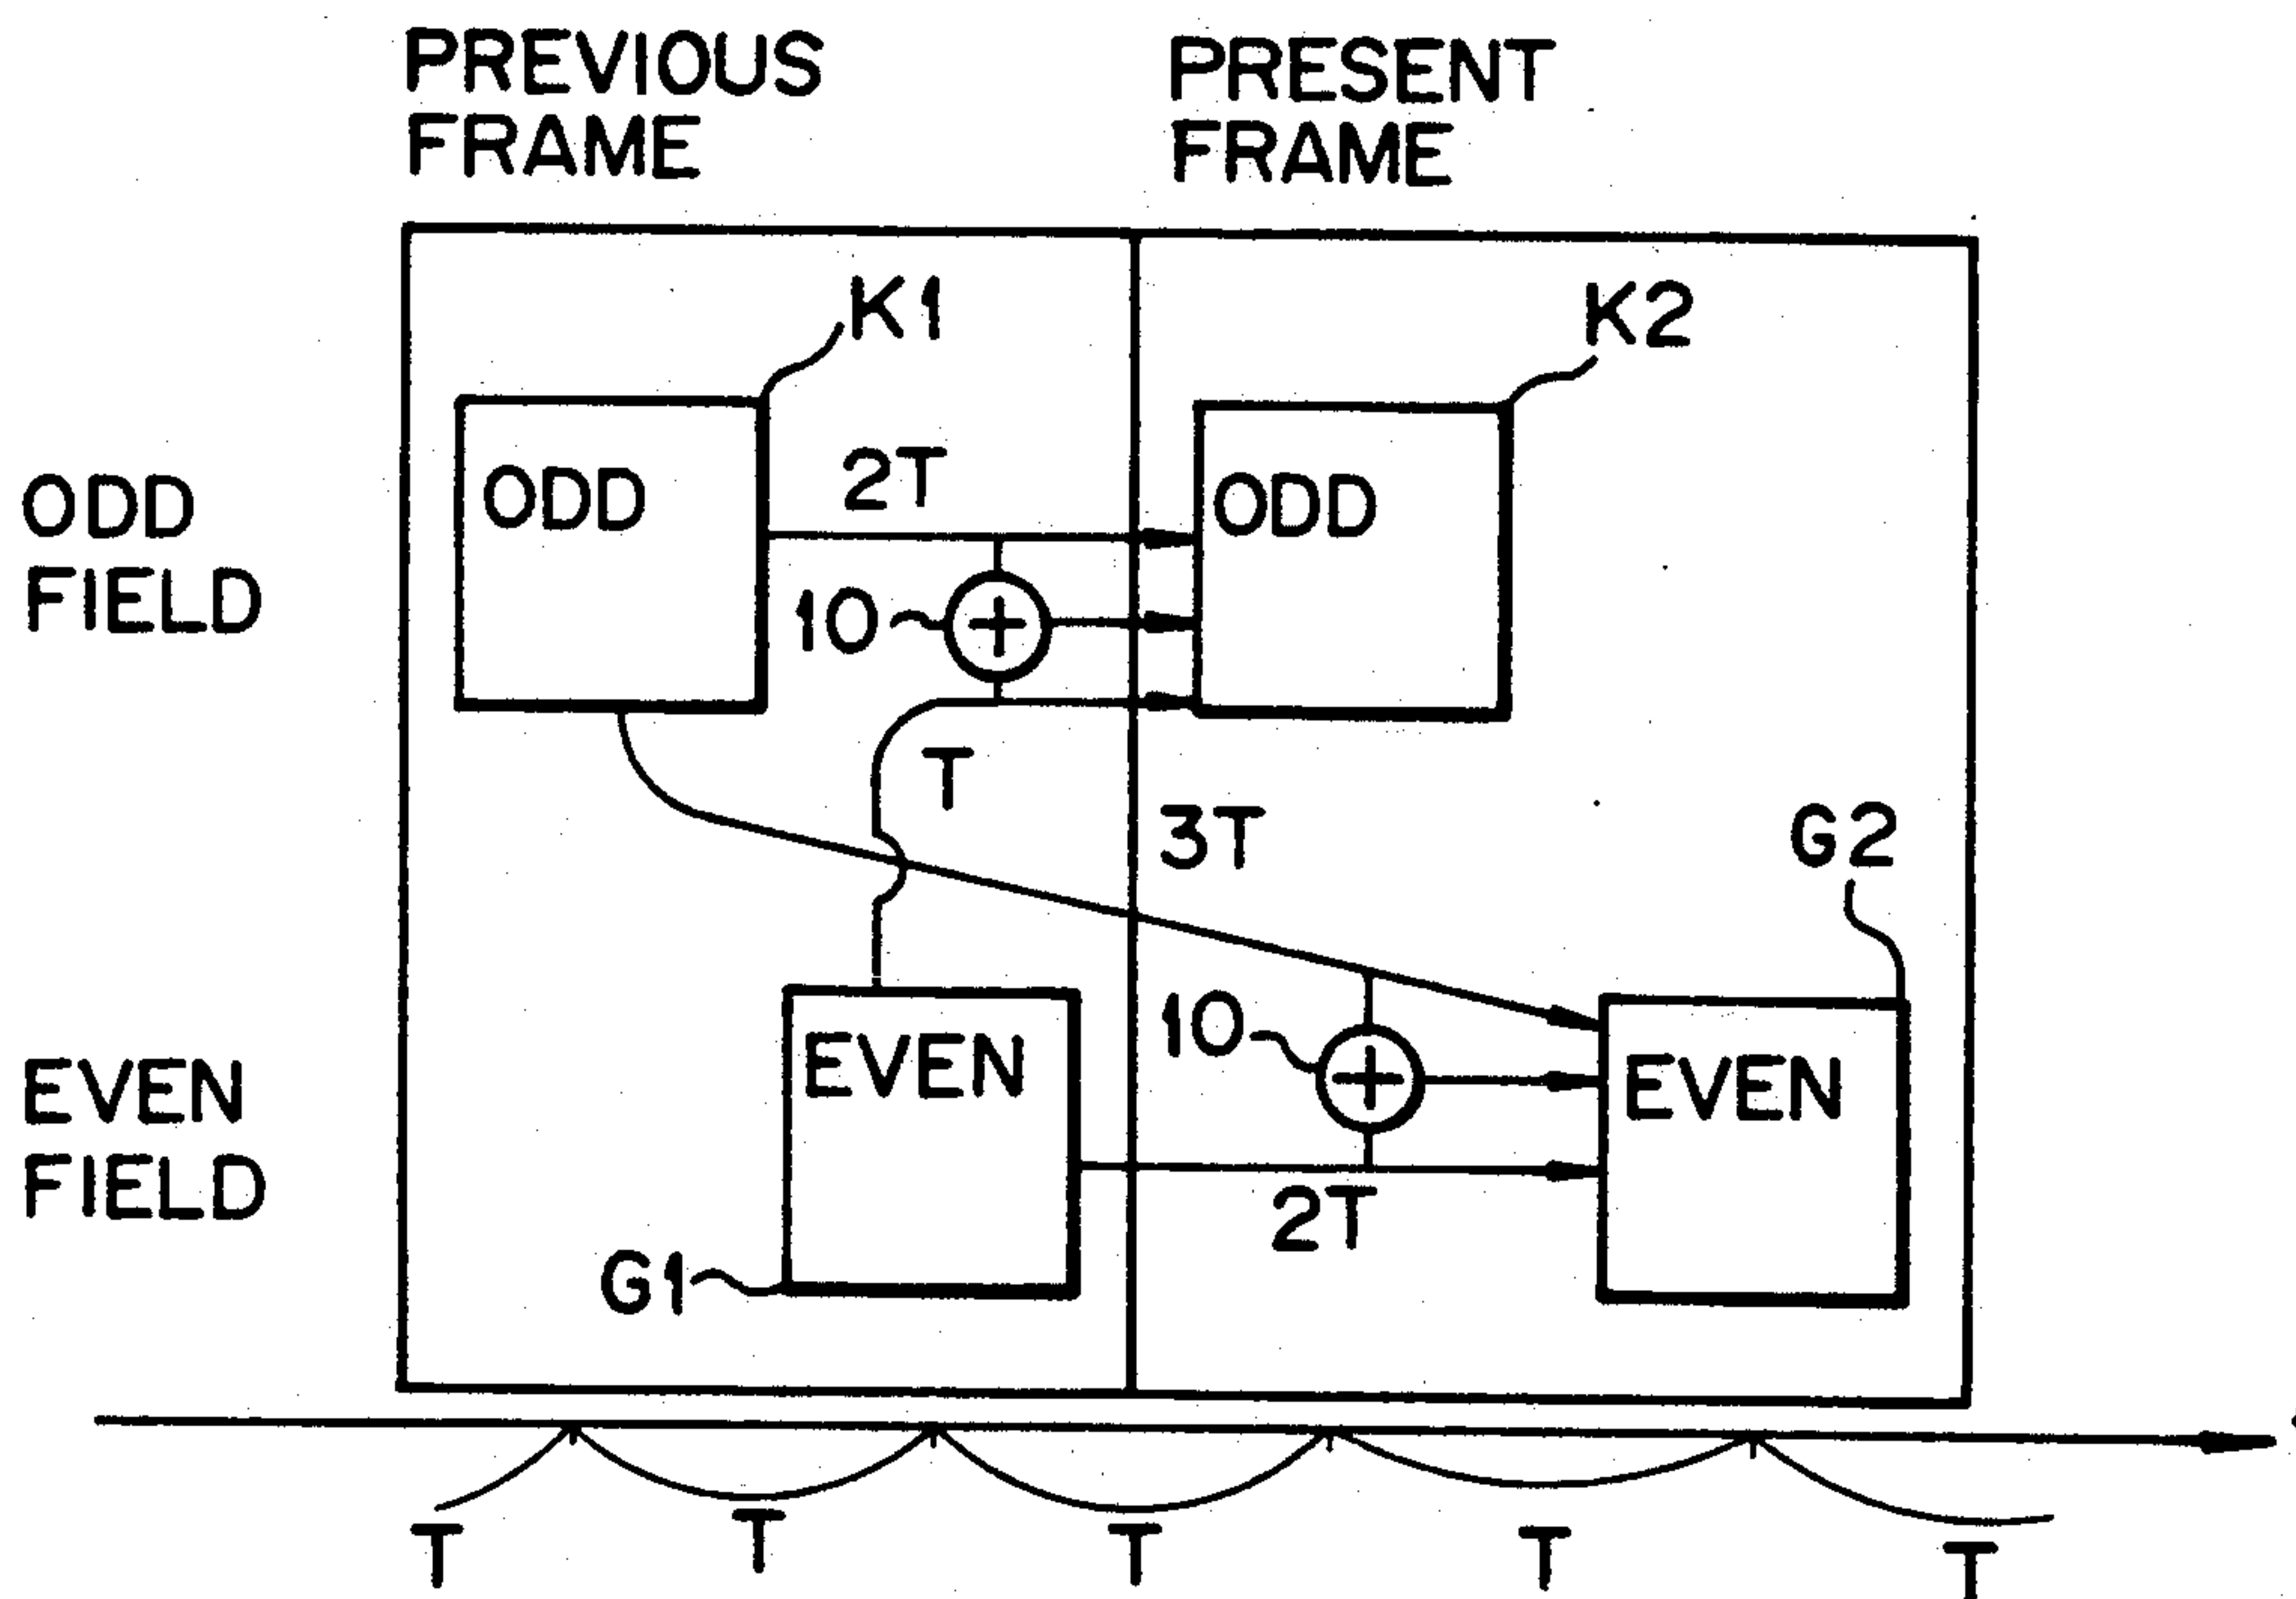 PREVIOUS
FRAME
PRESENT
FRAME
K1
K2
ODD
FIELD
ODD
2T
ODD
10
T
3T
G2
EVEN
FIELD
EVEN
10
EVEN
2T
G1
T
T
T
T
T